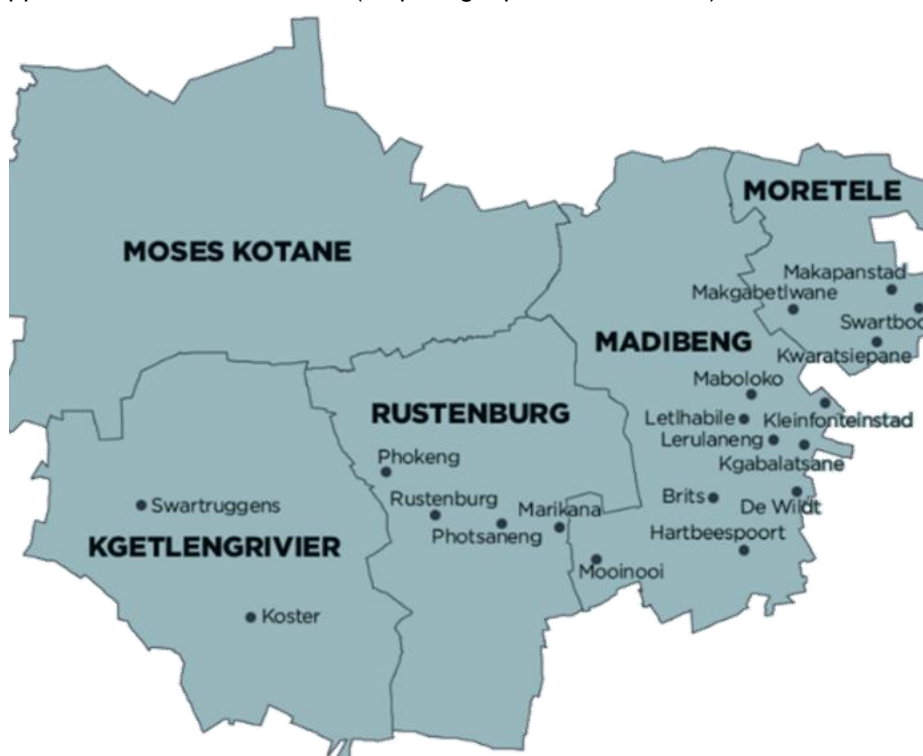 MORETELE
MOSES KOTANE
Makapanstad
Makgabetlwane
MADIBENG
Kwaratsiepane
Maboloko
RUSTENBURG
Letlhabile
Kleinfonteinstad
Lerulaneng
Phokeng
Kgabalatsane
Rustenburg
Brits
Swartruggens
Marikana
De Wildt
Photsaneng
Hartbeespoort
KGETLENGRIVIER
Mooinooi
Koster